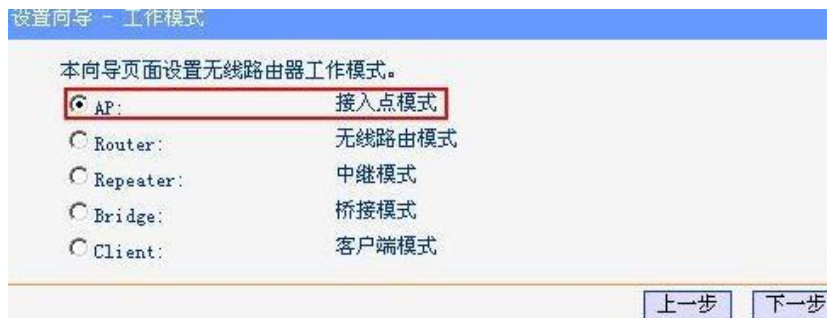 设置向导 - 工作模式
本向导页面设置无线路由器工作模式。
AP: 接入点模式
Router: 无线路由模式
Repeater: 中继模式
Bridge: 桥接模式
Client: 客户端模式
上一步 下一步